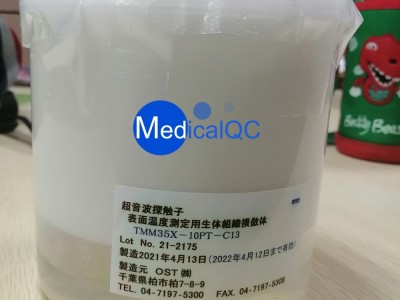 MedicalQC
超音波探触子
表面温度測定用生体組織模倣体
TMM35X-10PT-C13
Lot No. 21-2175
製造2021年4月13日(2022年4月12日まで有効)
製造元 OST ㈱
千葉県柏市柏7-8-9
TEL. 04-7197-5300 FAX. 04-7197-5308
Buddy Bear